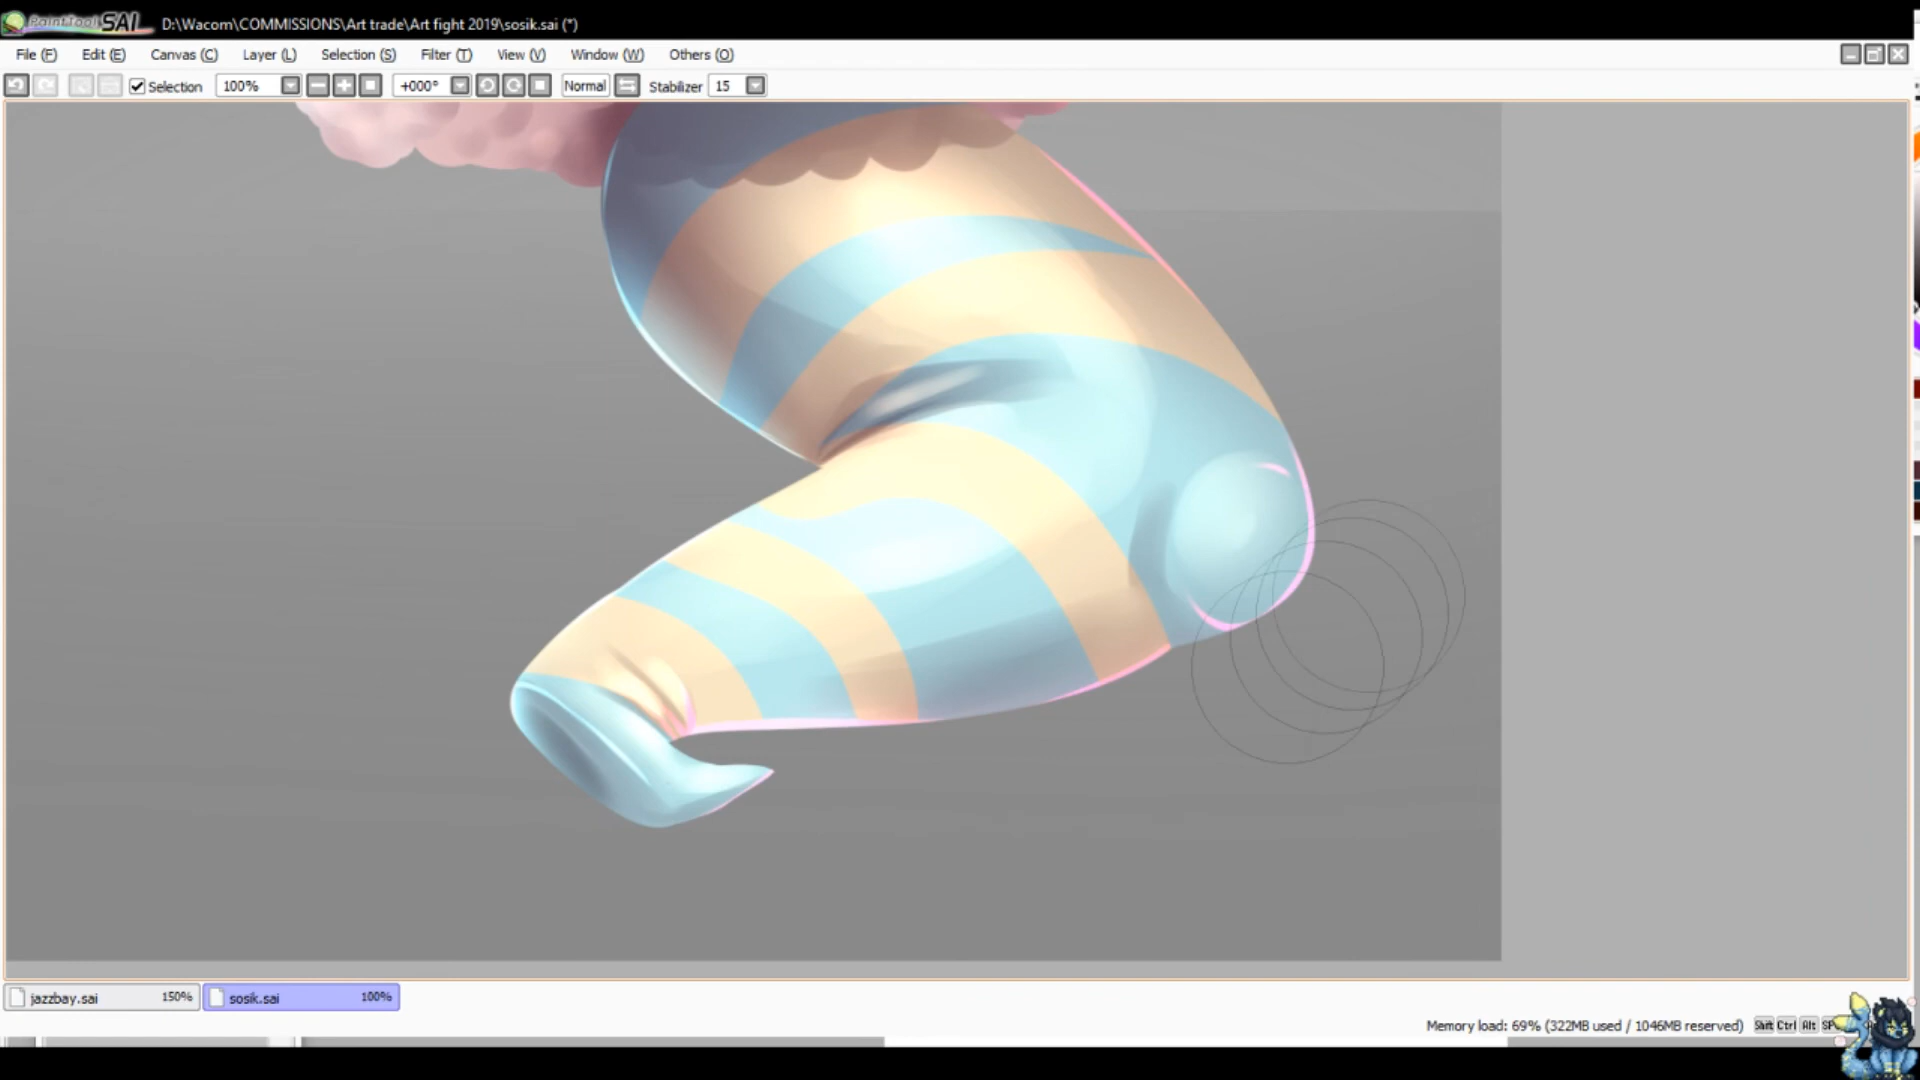 PaintTool SAI D:\Wacom\COMMISSIONS\Art trade\Art fight 2019\sosik.sai (*)
File (F) Edit (E) Canvas (C) Layer (L) Selection (S) Filter (T) View (V) Window (W) Others (O)
Selection 100% +000° Normal Stabilizer 15
jazzbay.sai 150% sosik.sai 100%
Memory load: 69% (322MB used / 1046MB reserved) Shift Ctrl Alt